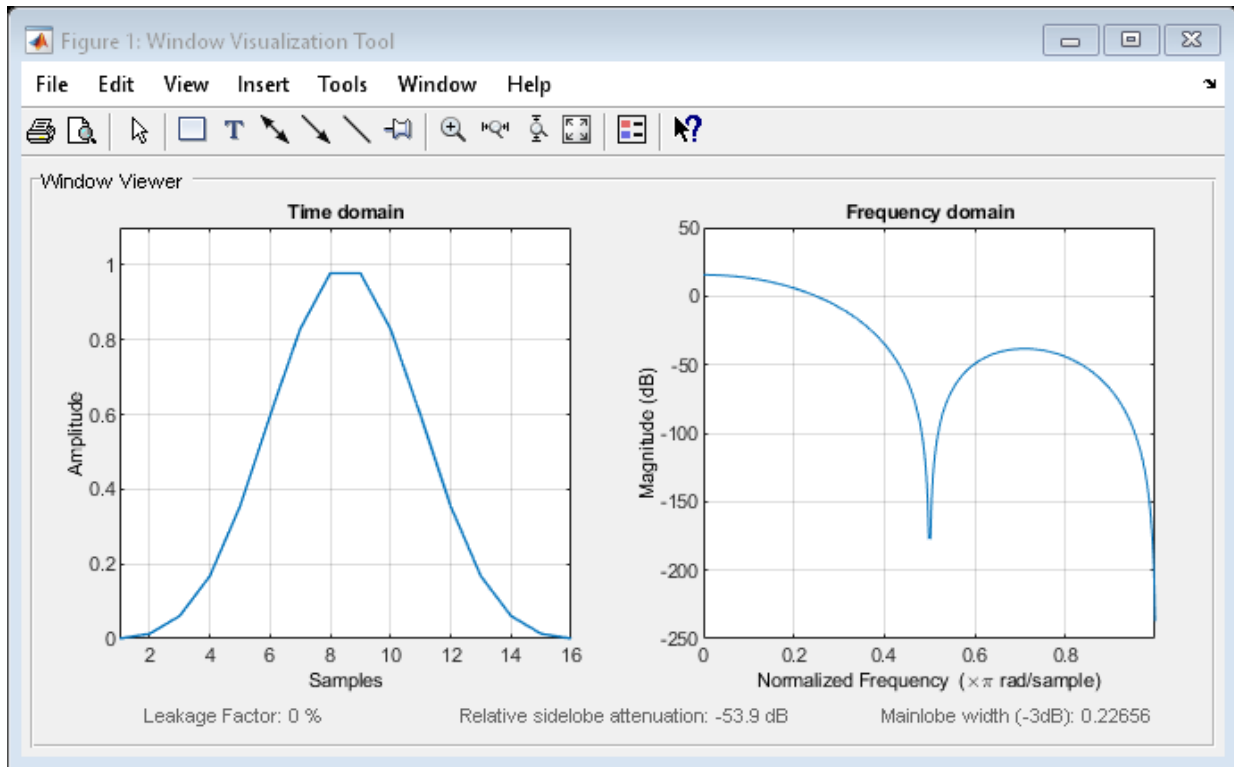 Figure 1: Window Visualization Tool
File Edit View Insert Tools Window Help
Window Viewer
Time domain
1
0.8
0.6
0.4
0.2
0
Amplitude
2 4 6 8 10 12 14 16
Samples
Frequency domain
50
0
-50
-100
-150
-200
-250
Magnitude (dB)
0 0.2 0.4 0.6 0.8
Normalized Frequency (×π rad/sample)
Leakage Factor: 0 % Relative sidelobe attenuation: -53.9 dB Mainlobe width (-3dB): 0.22656